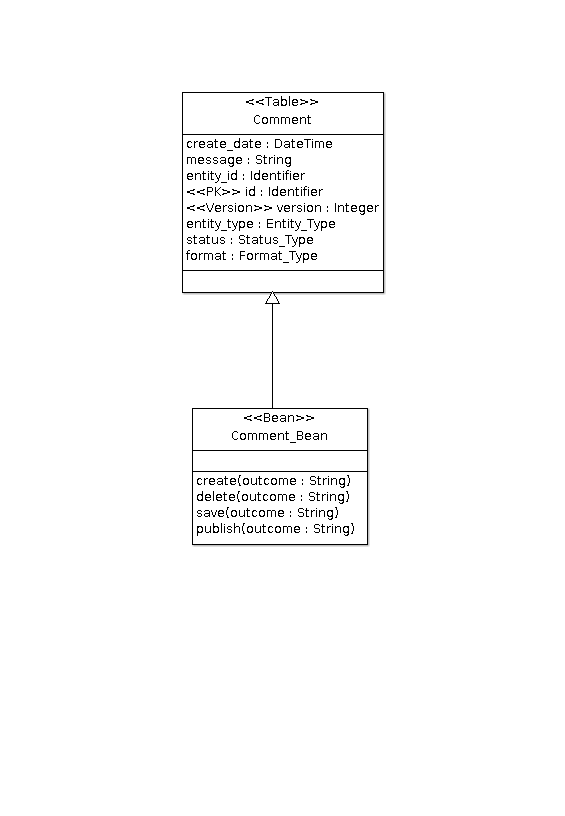 <<Table>>
Comment
create_date : DateTime
message : String
entity_id : Identifier
<<PK>> id : Identifier
<<Version>> version : Integer
entity_type : Entity_Type
status : Status_Type
format : Format_Type
<<Bean>>
Comment_Bean
create(outcome : String)
delete(outcome : String)
save(outcome : String)
publish(outcome : String)